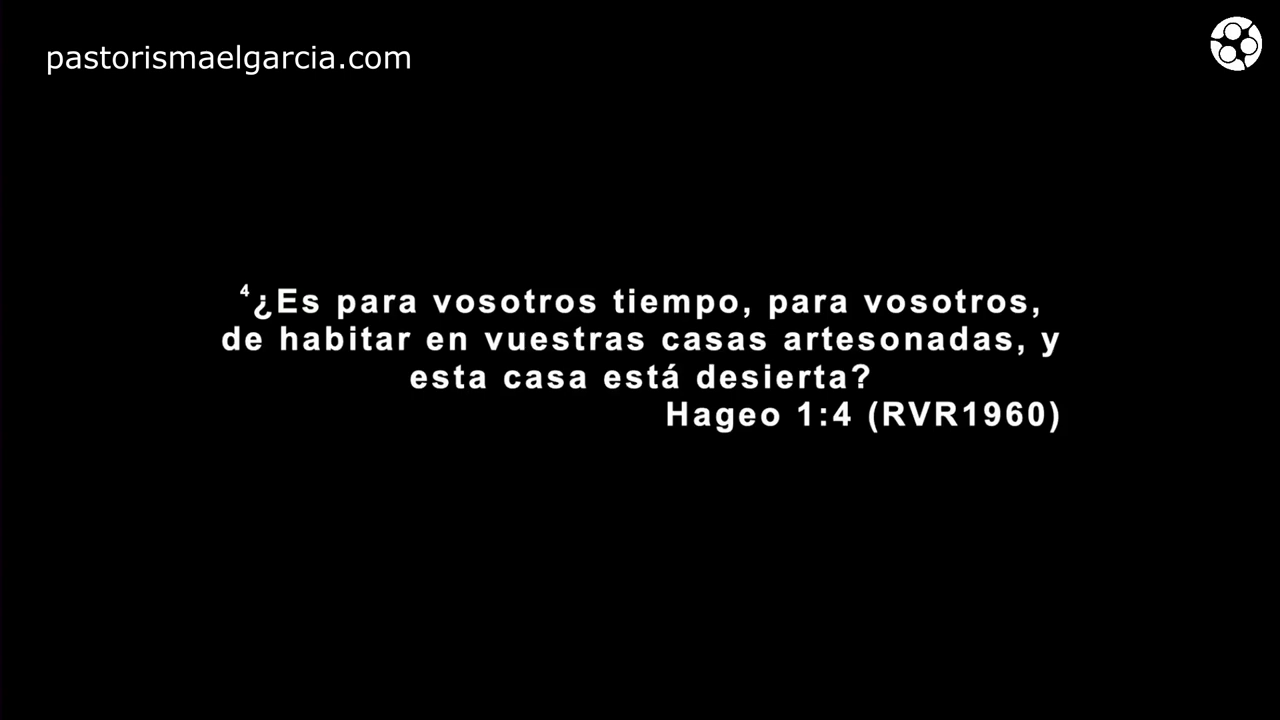 pastorismaelgarcia.com
⁴¿Es para vosotros tiempo, para vosotros,
de habitar en vuestras casas artesonadas, y
esta casa está desierta?
Hageo 1:4 (RVR1960)